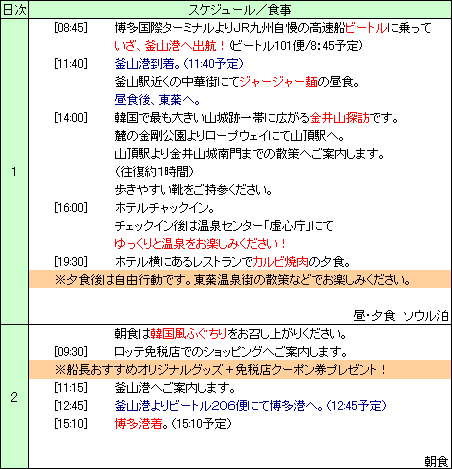 日次 スケジュール／食事
1
[08:45] 博多国際ターミナルよりJR九州自慢の高速船ビートルに乗って
いざ、釜山港へ出航！(ビートル101便/8:45予定)
[11:40] 釜山港到着。(11:40予定)
釜山駅近くの中華街にてジャージャー麺の昼食。
昼食後、東莱へ。
[14:00] 韓国で最も大きい山城跡一帯に広がる金井山探訪です。
麓の金剛公園よりロープウェイにて山頂駅へ。
山頂駅より金井山城南門までの散策へご案内します。
(往復約1時間)
歩きやすい靴をご持参ください。
[16:00] ホテルチャックイン。
チェックイン後は温泉センター「虚心庁」にて
ゆっくりと温泉をお楽しみください！
[19:30] ホテル横にあるレストランでカルビ焼肉の夕食。
※夕食後は自由行動です。東莱温泉街の散策などでお楽しみください。
昼・夕食 ソウル泊
2
朝食は韓国風ふぐちりをお召し上がりください。
[09:30] ロッテ免税店でのショッピングへご案内します。
※船長おすすめオリジナルグッズ＋免税店クーポン券プレゼント！
[11:15] 釜山港へご案内します。
[12:45] 釜山港よりビートル２０６便にて博多港へ。(12:45予定)
[15:10] 博多港着。(15:10予定)
朝食